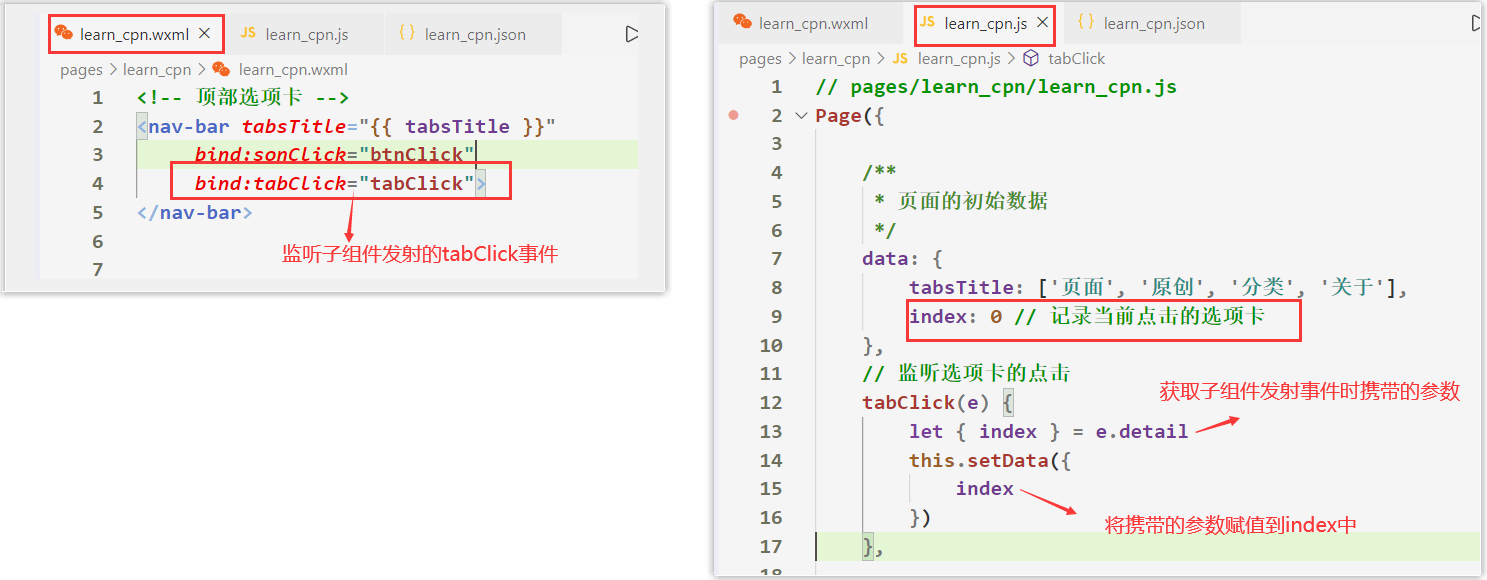 learn_cpn.wxml × JS learn_cpn.js {} learn_cpn.json
pages > learn_cpn > learn_cpn.wxml
1 <!-- 顶部选项卡 -->
2 <nav-bar tabsTitle="{{ tabsTitle }}"
3 bind:sonClick="btnClick"
4 bind:tabClick="tabClick">
5 </nav-bar>
6
7
监听子组件发射的tabClick事件
learn_cpn.wxml JS learn_cpn.js × {} learn_cpn.json
pages > learn_cpn > JS learn_cpn.js > tabClick
1 // pages/learn_cpn/learn_cpn.js
2 Page({
3
4 /**
5 * 页面的初始数据
6 */
7 data: {
8 tabsTitle: ['页面', '原创', '分类', '关于'],
9 index: 0 // 记录当前点击的选项卡
10 },
11 // 监听选项卡的点击
12 tabClick(e) {
获取子组件发射事件时携带的参数
13 let { index } = e.detail
14 this.setData({
15 index
16 })
将携带的参数赋值到index中
17 },
18